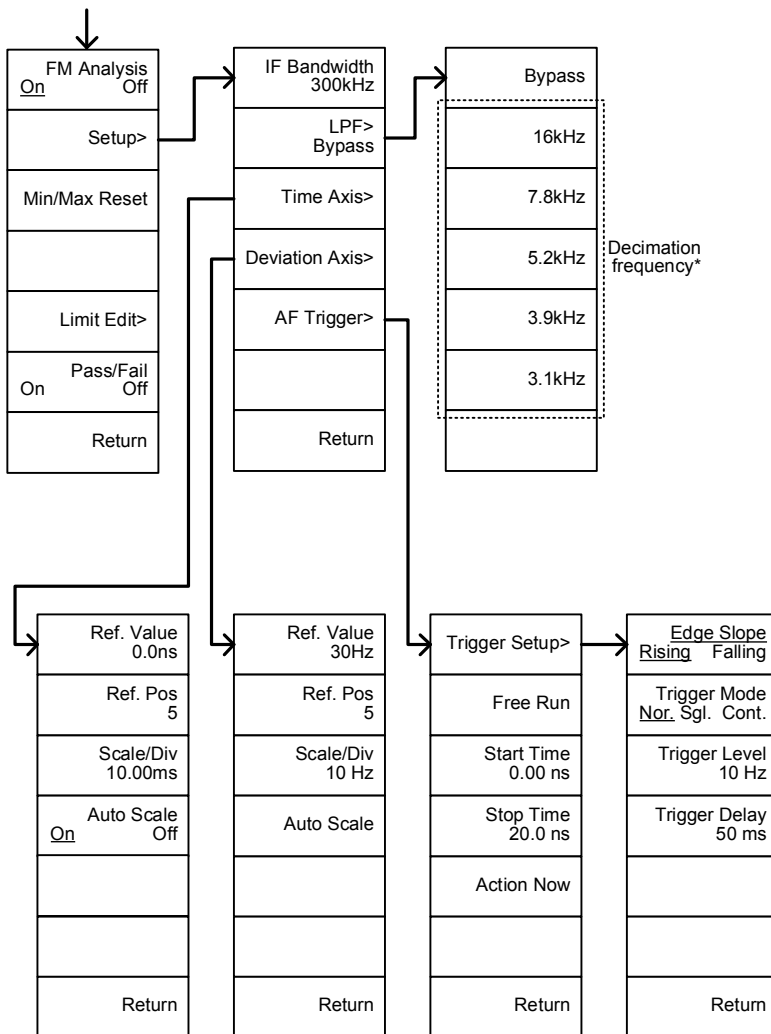 FM Analysis
On Off
Setup>
Min/Max Reset
Limit Edit>
Pass/Fail
On Off
Return
IF Bandwidth
300kHz
LPF>
Bypass
Time Axis>
Deviation Axis>
AF Trigger>
Return
Bypass
16kHz
7.8kHz
5.2kHz
3.9kHz
3.1kHz
Decimation
frequency*
Ref. Value
0.0ns
Ref. Pos
5
Scale/Div
10.00ms
Auto Scale
On Off
Return
Ref. Value
30Hz
Ref. Pos
5
Scale/Div
10 Hz
Auto Scale
Return
Trigger Setup>
Free Run
Start Time
0.00 ns
Stop Time
20.0 ns
Action Now
Return
Edge Slope
Rising Falling
Trigger Mode
Nor. Sgl. Cont.
Trigger Level
10 Hz
Trigger Delay
50 ms
Return